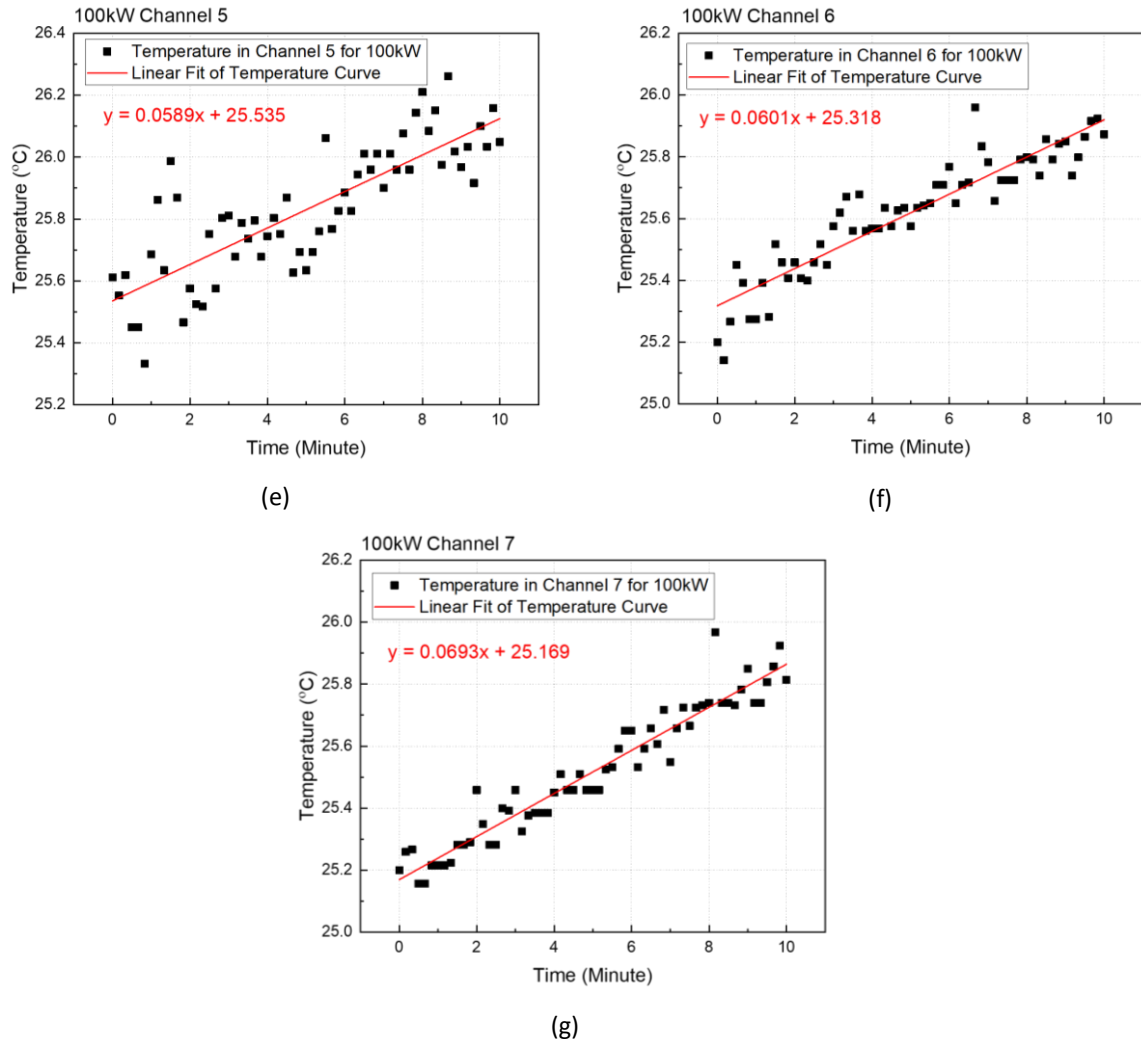 100kW Channel 5
26.4
26.2
26.0
25.8
25.6
25.4
25.2
Temperature (°C)
Temperature in Channel 5 for 100kW
Linear Fit of Temperature Curve
y = 0.0589x + 25.535
0 2 4 6 8 10
Time (Minute)
(e)
100kW Channel 6
26.2
26.0
25.8
25.6
25.4
25.2
25.0
Temperature (°C)
Temperature in Channel 6 for 100kW
Linear Fit of Temperature Curve
y = 0.0601x + 25.318
0 2 4 6 8 10
Time (Minute)
(f)
100kW Channel 7
26.2
26.0
25.8
25.6
25.4
25.2
25.0
Temperature (°C)
Temperature in Channel 7 for 100kW
Linear Fit of Temperature Curve
y = 0.0693x + 25.169
0 2 4 6 8 10
Time (Minute)
(g)